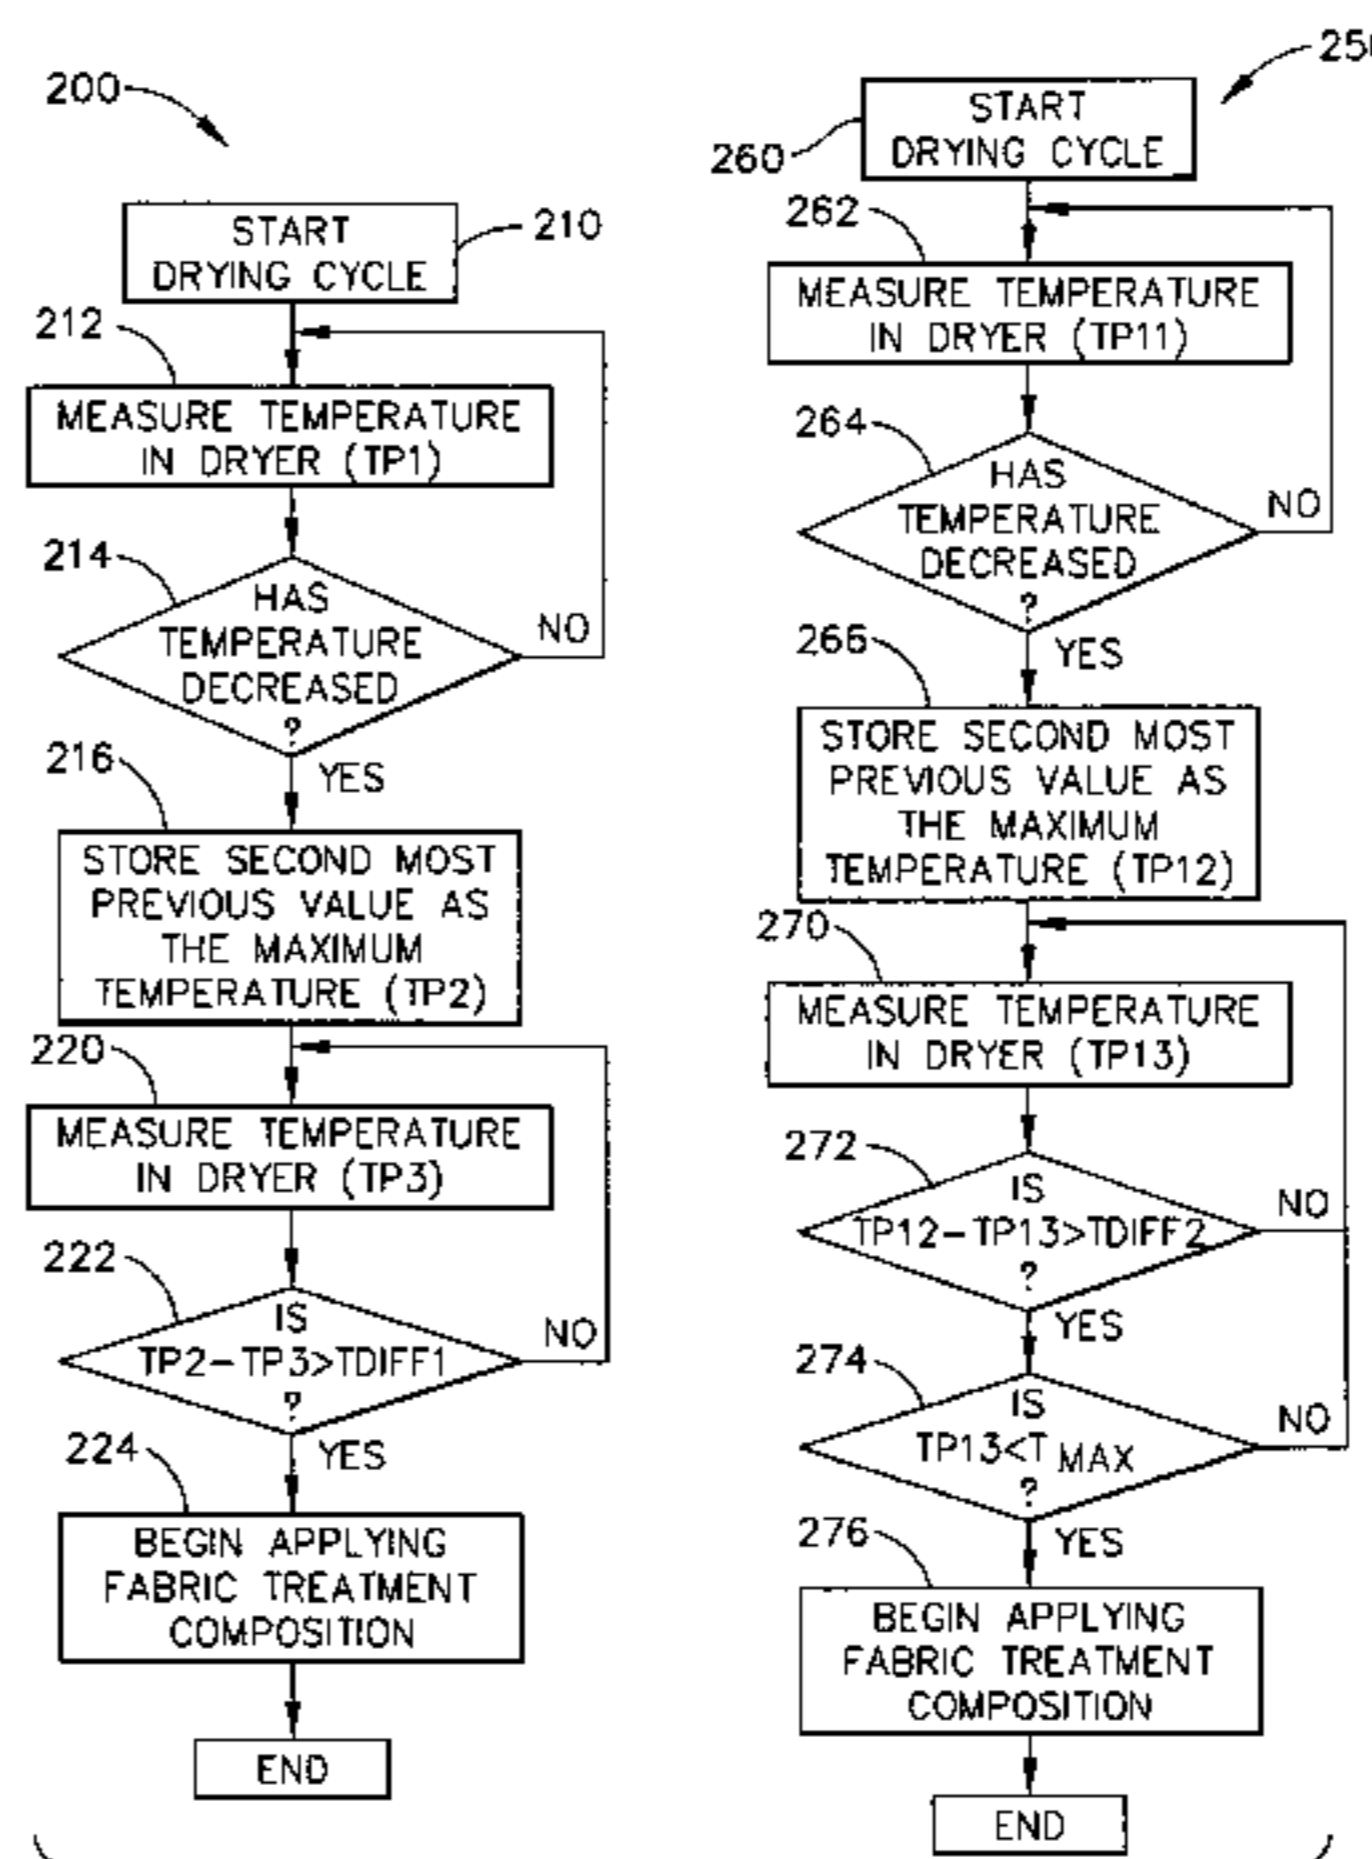 200
START
DRYING CYCLE
210
212
MEASURE TEMPERATURE
IN DRYER (TP1)
214
HAS
TEMPERATURE
DECREASED
?
NO
YES
216
STORE SECOND MOST
PREVIOUS VALUE AS
THE MAXIMUM
TEMPERATURE (TP2)
220
MEASURE TEMPERATURE
IN DRYER (TP3)
222
IS
TP2-TP3>TDIFF1
?
NO
YES
224
BEGIN APPLYING
FABRIC TREATMENT
COMPOSITION
END
START
DRYING CYCLE
260
262
MEASURE TEMPERATURE
IN DRYER (TP11)
264
HAS
TEMPERATURE
DECREASED
?
NO
YES
266
STORE SECOND MOST
PREVIOUS VALUE AS
THE MAXIMUM
TEMPERATURE (TP12)
270
MEASURE TEMPERATURE
IN DRYER (TP13)
272
IS
TP12-TP13>TDIFF2
?
NO
YES
274
IS
TP13<T MAX
?
NO
YES
276
BEGIN APPLYING
FABRIC TREATMENT
COMPOSITION
END